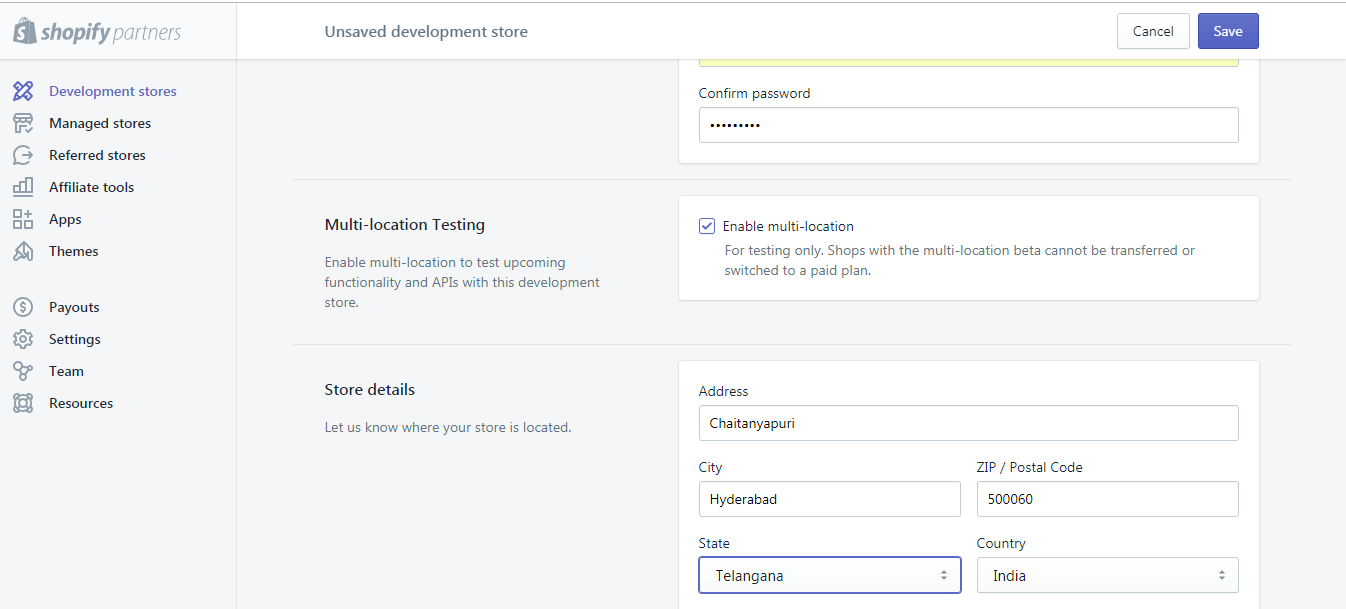 shopify partners
Unsaved development store
Cancel
Save
Development stores
Managed stores
Referred stores
Affiliate tools
Apps
Themes
Payouts
Settings
Team
Resources
Confirm password
•••••••••
Multi-location Testing
Enable multi-location to test upcoming
functionality and APIs with this development
store.
Enable multi-location
For testing only. Shops with the multi-location beta cannot be transferred or
switched to a paid plan.
Store details
Let us know where your store is located.
Address
Chaitanyapuri
City
ZIP / Postal Code
Hyderabad
500060
State
Country
Telangana
India